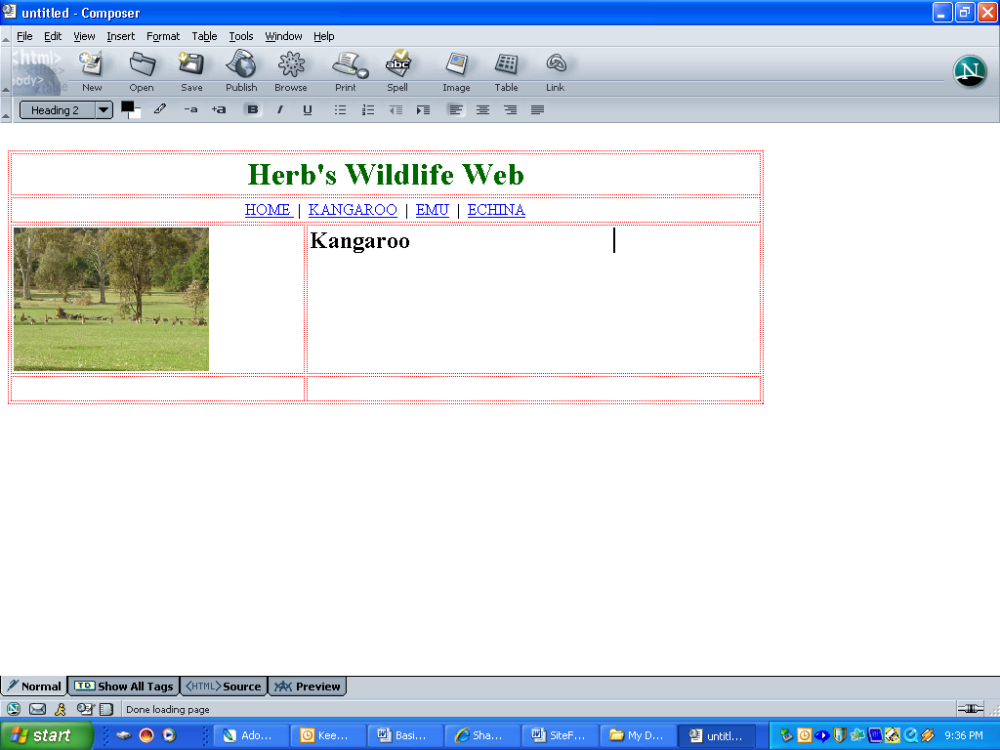 untitled - Composer
File Edit View Insert Format Table Tools Window Help
New Open Save Publish Browse Print Spell Image Table Link
Heading 2 -a +a B I U
Herb's Wildlife Web
HOME | KANGAROO | EMU | ECHINA
Kangaroo
Normal TD Show All Tags <HTML> Source Preview
Done loading page
start Ado... Kee... Basi... Sha... SiteF... My D... untitl... 9:36 PM